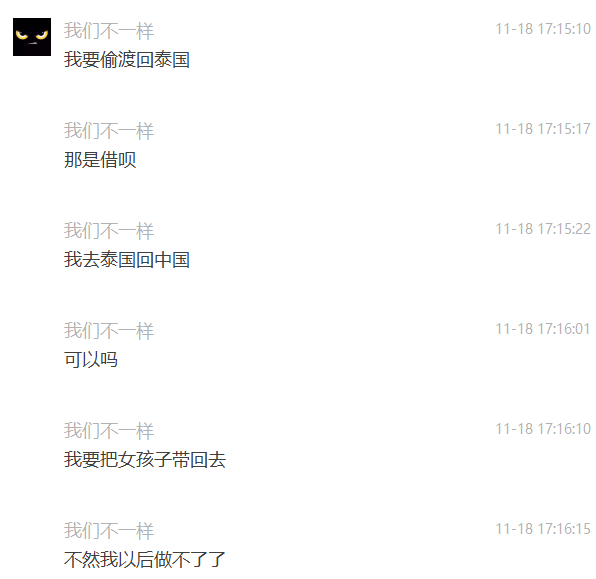 我们不一样
11-18 17:15:10
我要偷渡回泰国
我们不一样
11-18 17:15:17
那是借呗
我们不一样
11-18 17:15:22
我去泰国回中国
我们不一样
11-18 17:16:01
可以吗
我们不一样
11-18 17:16:10
我要把女孩子带回去
我们不一样
11-18 17:16:15
不然我以后做不了了